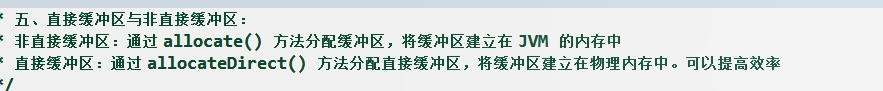 * 五、直接缓冲区与非直接缓冲区：
* 非直接缓冲区：通过 allocate() 方法分配缓冲区，将缓冲区建立在 JVM 的内存中
* 直接缓冲区：通过 allocateDirect() 方法分配直接缓冲区，将缓冲区建立在物理内存中。可以提高效率
*/